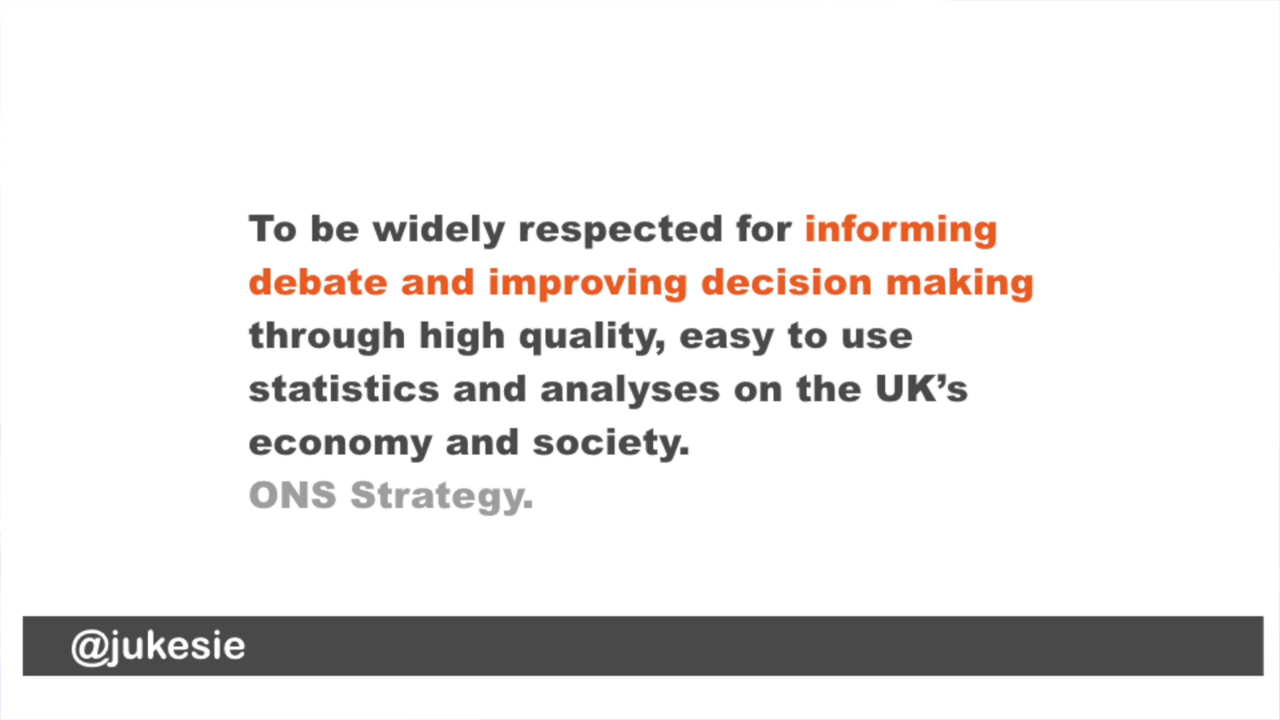 To be widely respected for informing
debate and improving decision making
through high quality, easy to use
statistics and analyses on the UK’s
economy and society.
ONS Strategy.
@jukesie